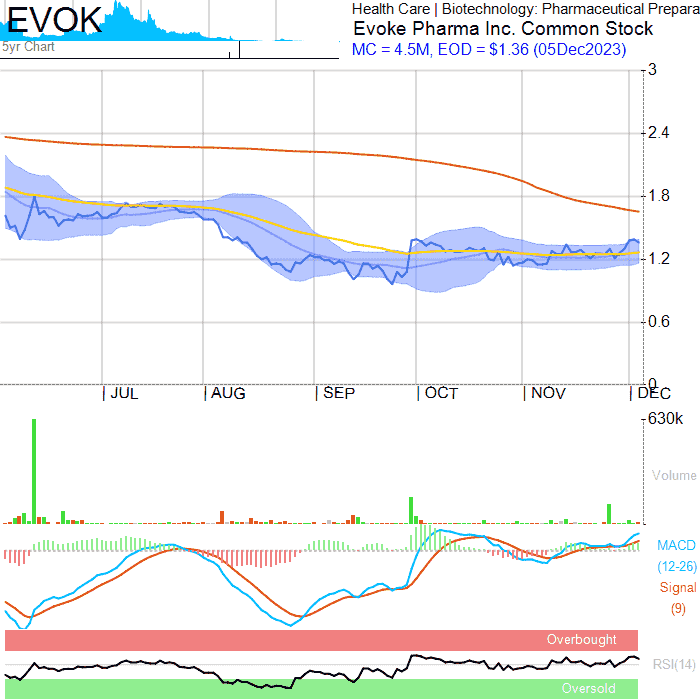 EVOK
5yr Chart
Health Care | Biotechnology: Pharmaceutical Prepara
Evoke Pharma Inc. Common Stock
MC = 4.5M, EOD = $1.36 (05Dec2023)
3
2.4
1.8
1.2
0.6
0
JUL AUG SEP OCT NOV DEC
630k
Volume
MACD
(12-26)
Signal
(9)
Overbought
RSI(14)
Oversold